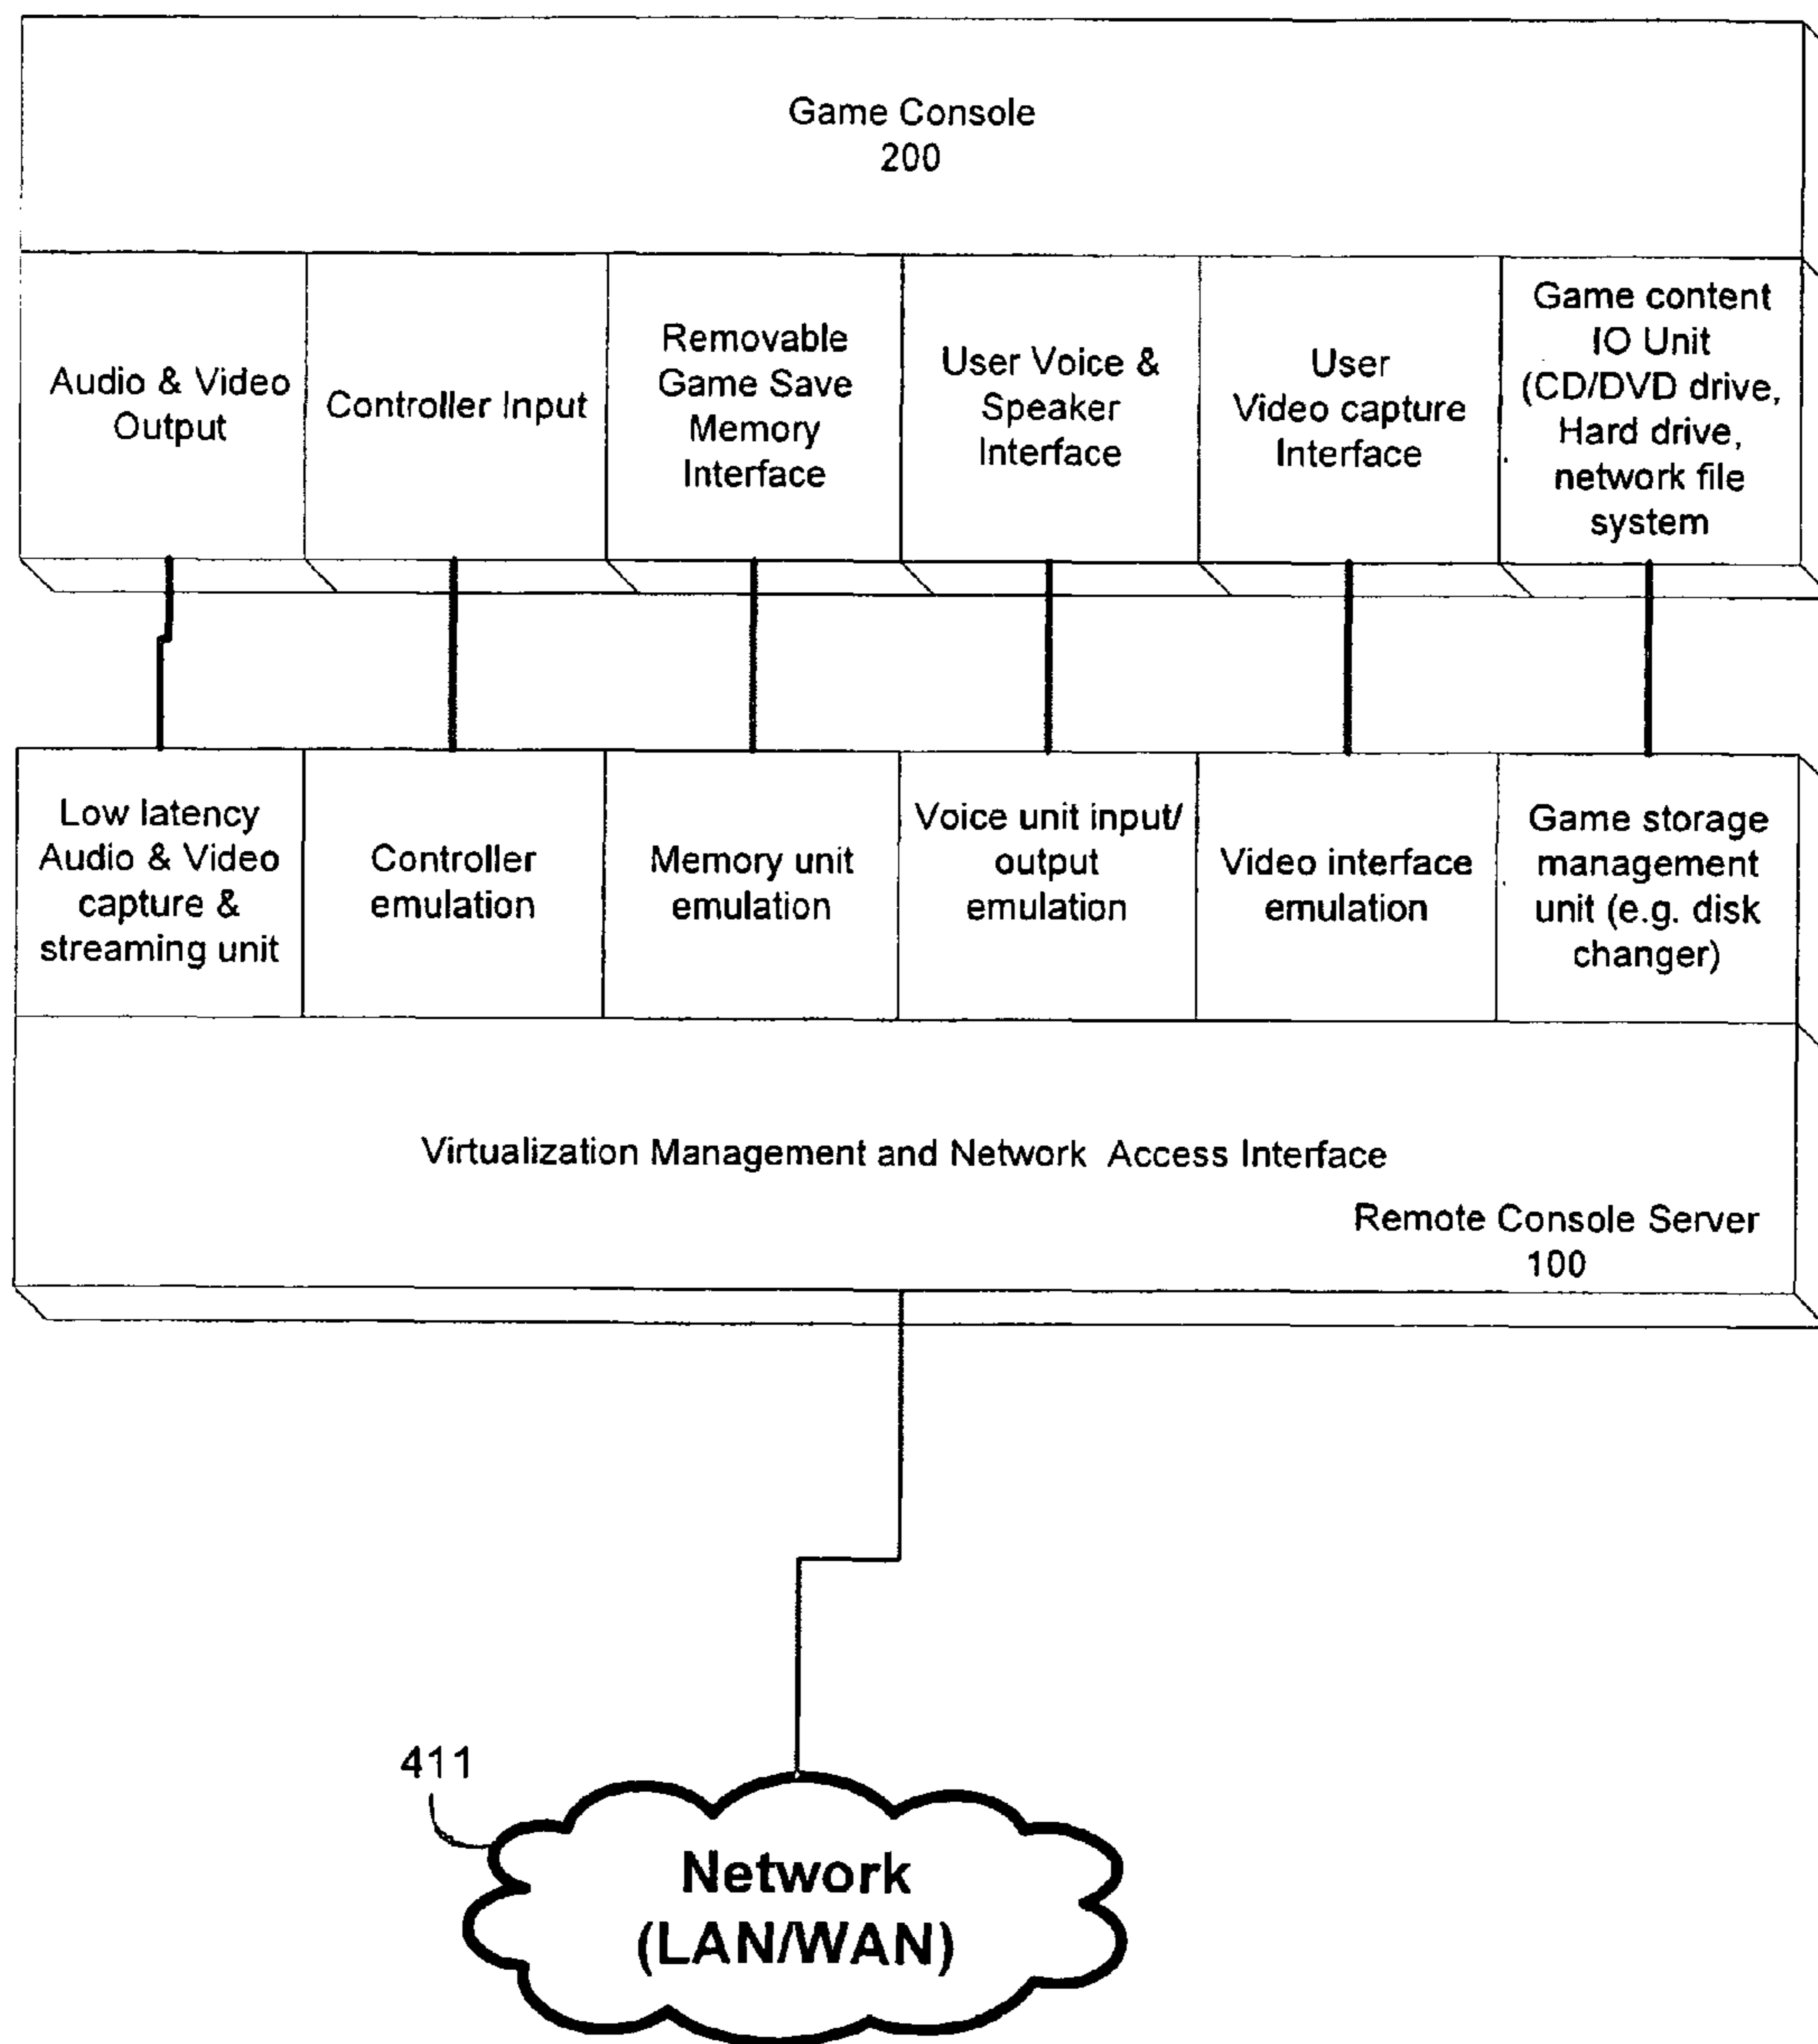 Game Console
200
Audio & Video
Output
Controller Input
Removable
Game Save
Memory
Interface
User Voice &
Speaker
Interface
User
Video capture
Interface
Game content
IO Unit
(CD/DVD drive,
Hard drive,
network file
system
Low latency
Audio & Video
capture &
streaming unit
Controller
emulation
Memory unit
emulation
Voice unit input/
output
emulation
Video interface
emulation
Game storage
management
unit (e.g. disk
changer)
Virtualization Management and Network Access Interface
Remote Console Server
100
411
Network
(LAN/WAN)